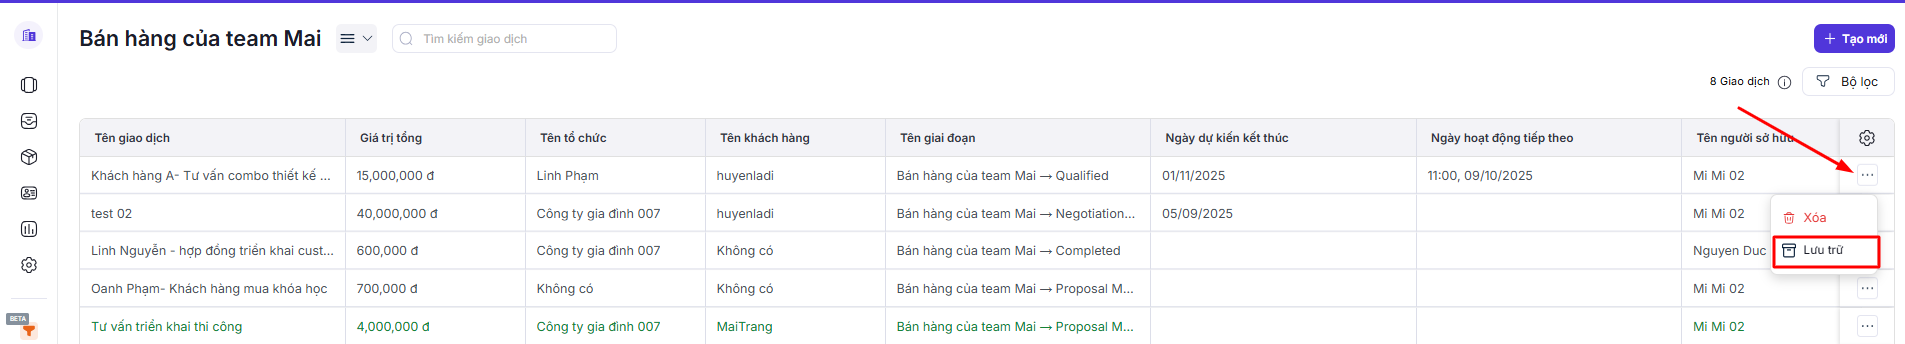 Bán hàng của team Mai
Tìm kiếm giao dịch
+ Tạo mới
8 Giao dịch
Bộ lọc
Tên giao dịch Giá trị tổng Tên tổ chức Tên khách hàng Tên giai đoạn Ngày dự kiến kết thúc Ngày hoạt động tiếp theo Tên người sở hữu
Khách hàng A- Tư vấn combo thiết kế ... 15,000,000 đ Linh Phạm huyenladi Bán hàng của team Mai → Qualified 01/11/2025 11:00, 09/10/2025 Mi Mi 02 ...
test 02 40,000,000 đ Công ty gia đình 007 huyenladi Bán hàng của team Mai → Negotiation... 05/09/2025 Mi Mi 02
Xóa
Linh Nguyễn - hợp đồng triển khai cust... 600,000 đ Công ty gia đình 007 Không có Bán hàng của team Mai → Completed Nguyen Duc
Lưu trữ
Oanh Phạm- Khách hàng mua khóa học 700,000 đ Không có Không có Bán hàng của team Mai → Proposal M... Mi Mi 02 ...
Tư vấn triển khai thi công 4,000,000 đ Công ty gia đình 007 MaiTrang Bán hàng của team Mai → Proposal M... Mi Mi 02 ...
BETA